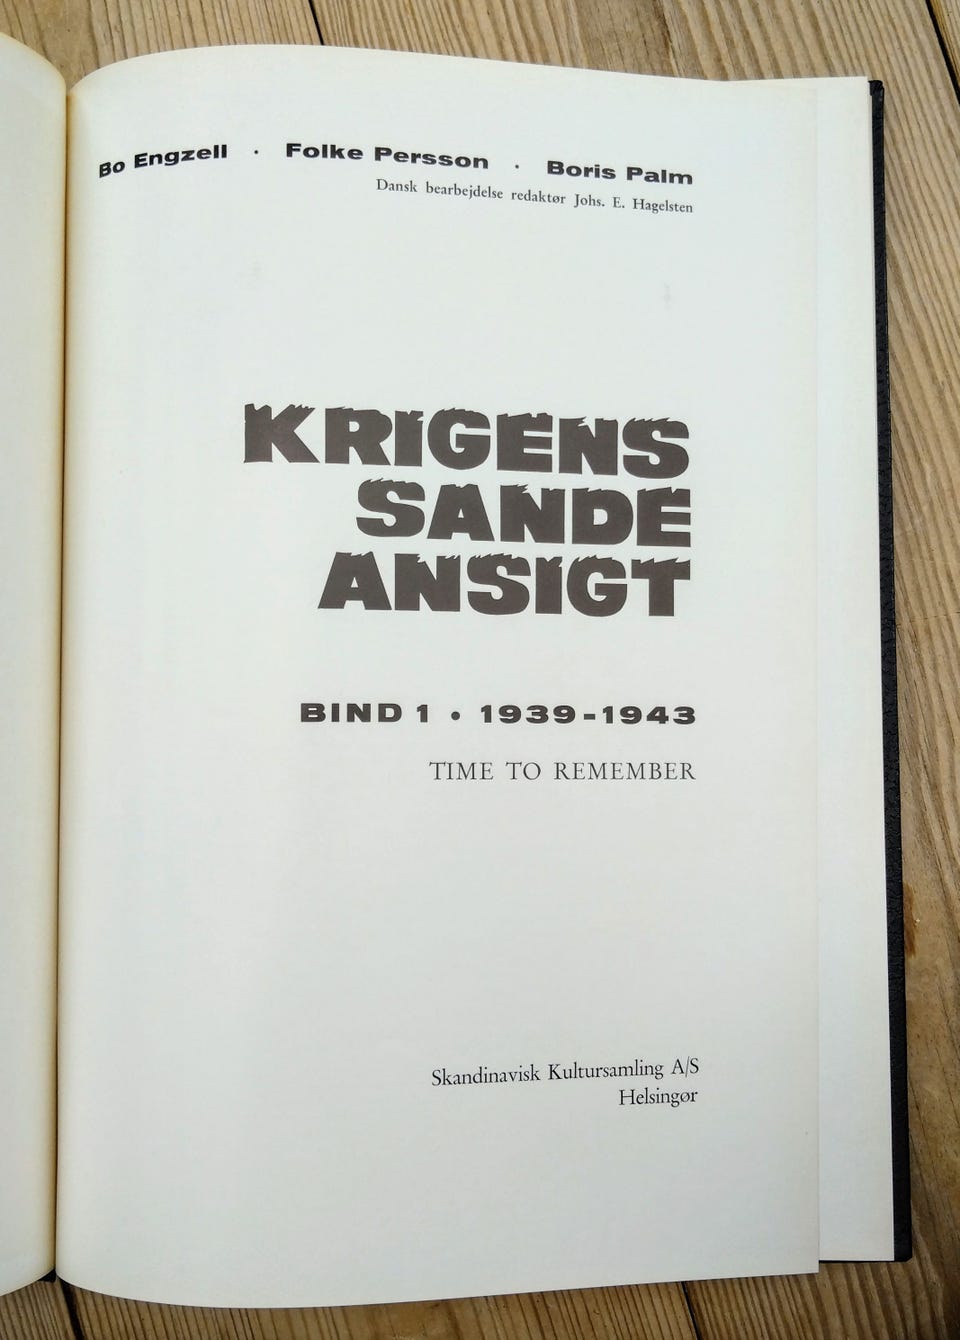 Bo Engzell · Folke Persson · Boris Palm
Dansk bearbejdelse redaktør Johs. E. Hagelsten
KRIGENS
SANDE
ANSIGT
BIND 1 • 1939-1943
TIME TO REMEMBER
Skandinavisk Kultursamling A/S
Helsingør